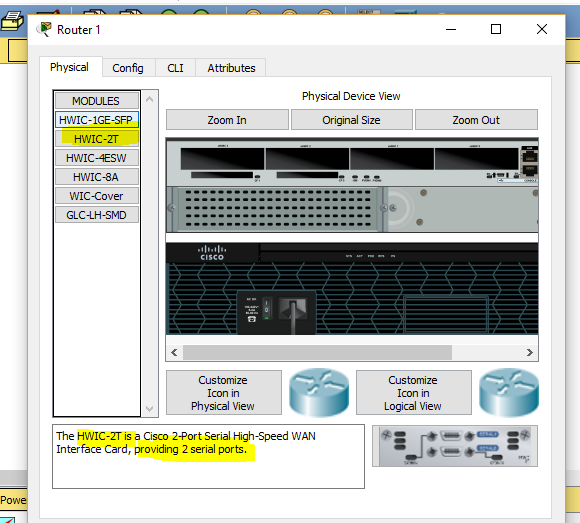 Router 1
Physical
Config
CLI
Attributes
MODULES
HWIC-1GE-SFP
HWIC-2T
HWIC-4ESW
HWIC-8A
WIC-Cover
GLC-LH-SMD
Physical Device View
Zoom In
Original Size
Zoom Out
CISCO
Customize
Icon in
Physical View
Customize
Icon in
Logical View
The HWIC-2T is a Cisco 2-Port Serial High-Speed WAN
Interface Card, providing 2 serial ports.
Powe